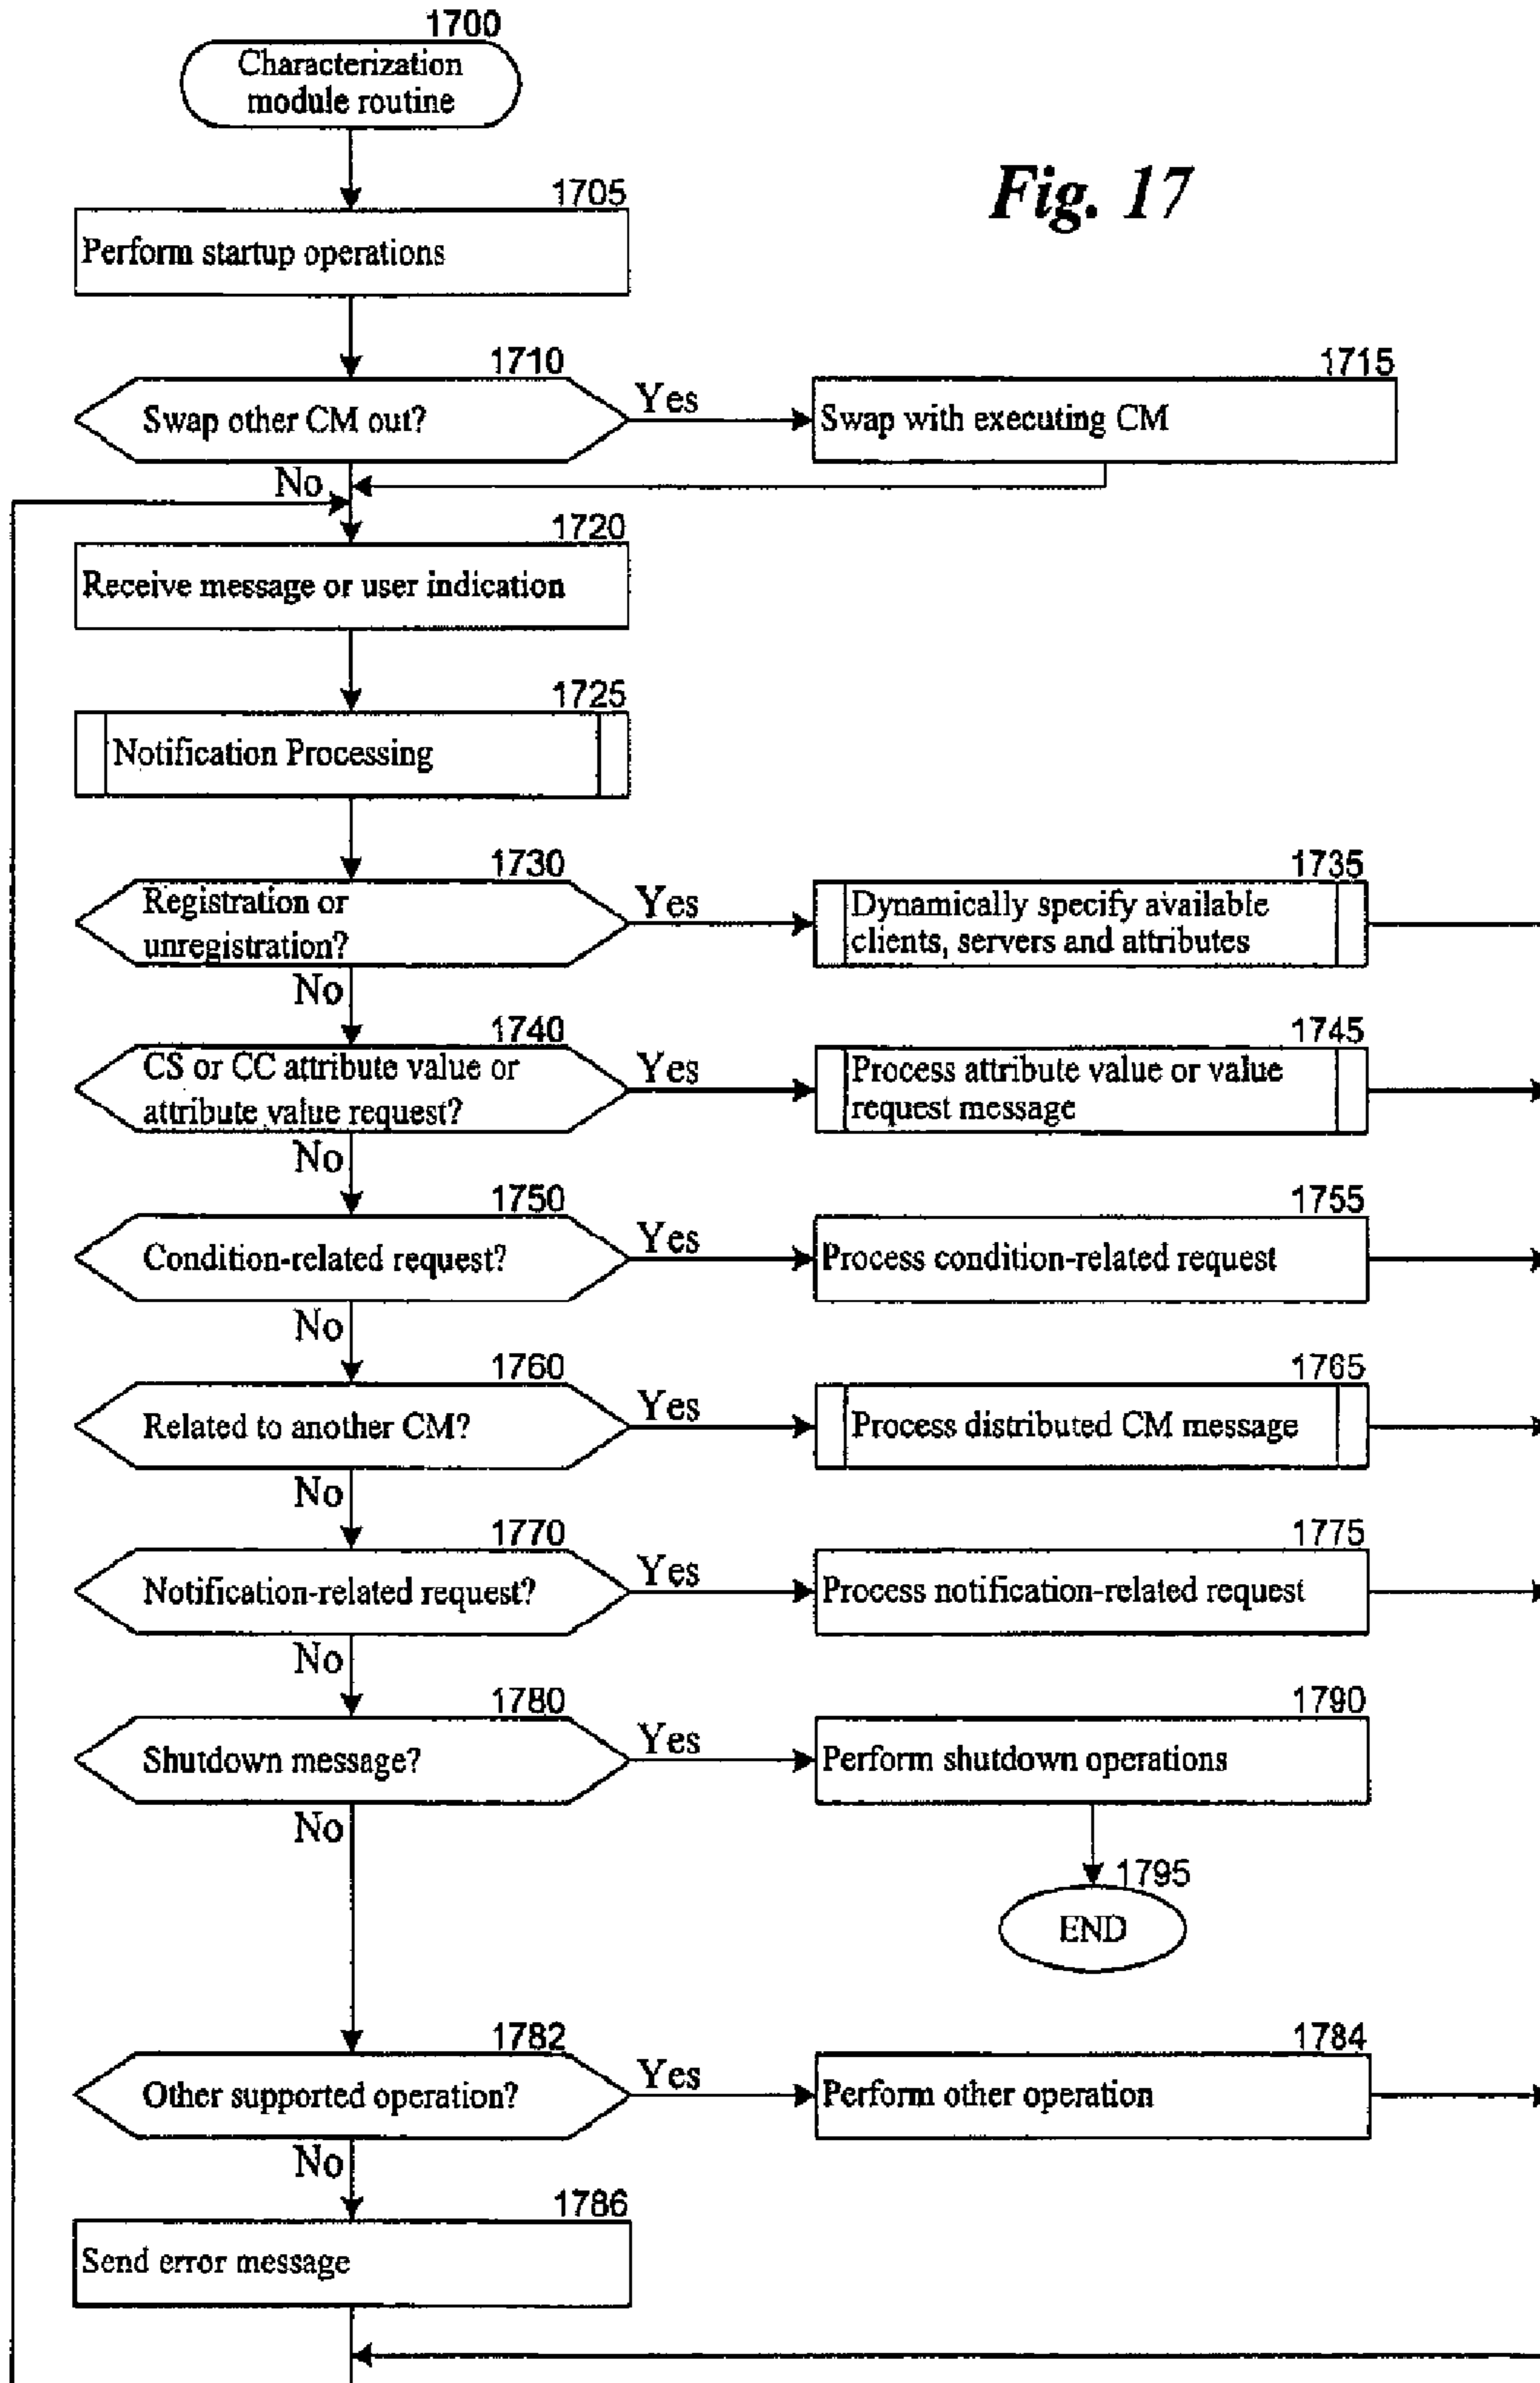 1700
Characterization
module routine
Fig. 17
1705
Perform startup operations
1710
Swap other CM out?
Yes
1715
Swap with executing CM
No
1720
Receive message or user indication
1725
Notification Processing
1730
Registration or
unregistration?
Yes
1735
Dynamically specify available
clients, servers and attributes
No
1740
CS or CC attribute value or
attribute value request?
Yes
1745
Process attribute value or value
request message
No
1750
Condition-related request?
Yes
1755
Process condition-related request
No
1760
Related to another CM?
Yes
1765
Process distributed CM message
No
1770
Notification-related request?
Yes
1775
Process notification-related request
No
1780
Shutdown message?
Yes
1790
Perform shutdown operations
No
1795
END
1782
Other supported operation?
Yes
1784
Perform other operation
No
1786
Send error message